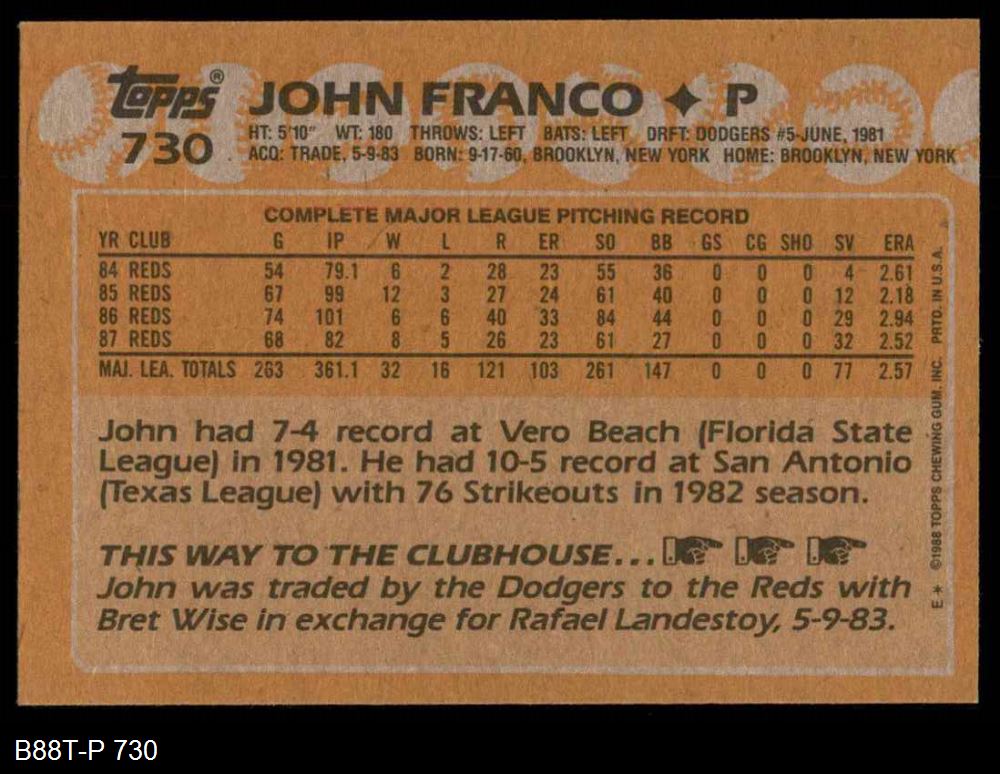 topps® JOHN FRANCO ✦ P
730
HT: 5'10" WT: 180 THROWS: LEFT BATS: LEFT DRFT: DODGERS #5-JUNE, 1981
ACQ: TRADE, 5-9-83 BORN: 9-17-60, BROOKLYN, NEW YORK HOME: BROOKLYN, NEW YORK
COMPLETE MAJOR LEAGUE PITCHING RECORD
YR CLUB G IP W L R ER SO BB GS CG SHO SV ERA
84 REDS 54 79.1 6 2 28 23 55 36 0 0 0 4 2.61
85 REDS 67 99 12 3 27 24 61 40 0 0 0 12 2.18
86 REDS 74 101 6 6 40 33 84 44 0 0 0 29 2.94
87 REDS 68 82 8 5 26 23 61 27 0 0 0 32 2.52
MAJ. LEA. TOTALS 263 361.1 32 16 121 103 261 147 0 0 0 77 2.57
John had 7-4 record at Vero Beach (Florida State
League) in 1981. He had 10-5 record at San Antonio
(Texas League) with 76 Strikeouts in 1982 season.
THIS WAY TO THE CLUBHOUSE...
John was traded by the Dodgers to the Reds with
Bret Wise in exchange for Rafael Landestoy, 5-9-83.
E* ©1988 TOPPS CHEWING GUM, INC. PRTD. IN U.S.A.
B88T-P 730